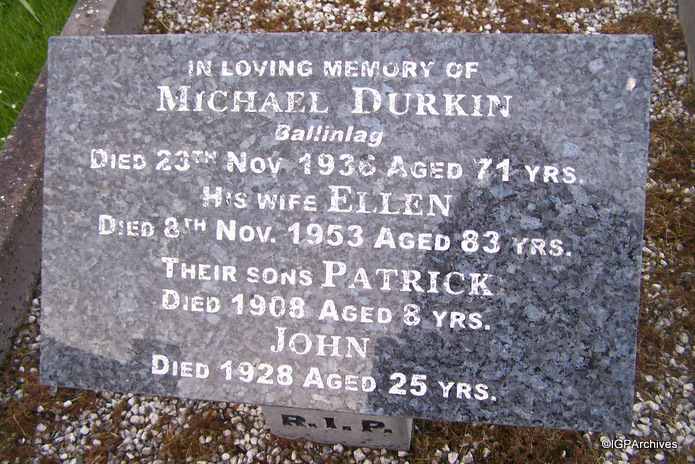 IN LOVING MEMORY OF
MICHAEL DURKIN
Ballinlag
DIED 23TH NOV. 1936 AGED 71 YRS.
HIS WIFE ELLEN
DIED 8TH NOV. 1953 AGED 83 YRS.
THEIR SONS PATRICK
DIED 1908 AGED 8 YRS.
JOHN
DIED 1928 AGED 25 YRS.
R.I.P.
©IGPArchives